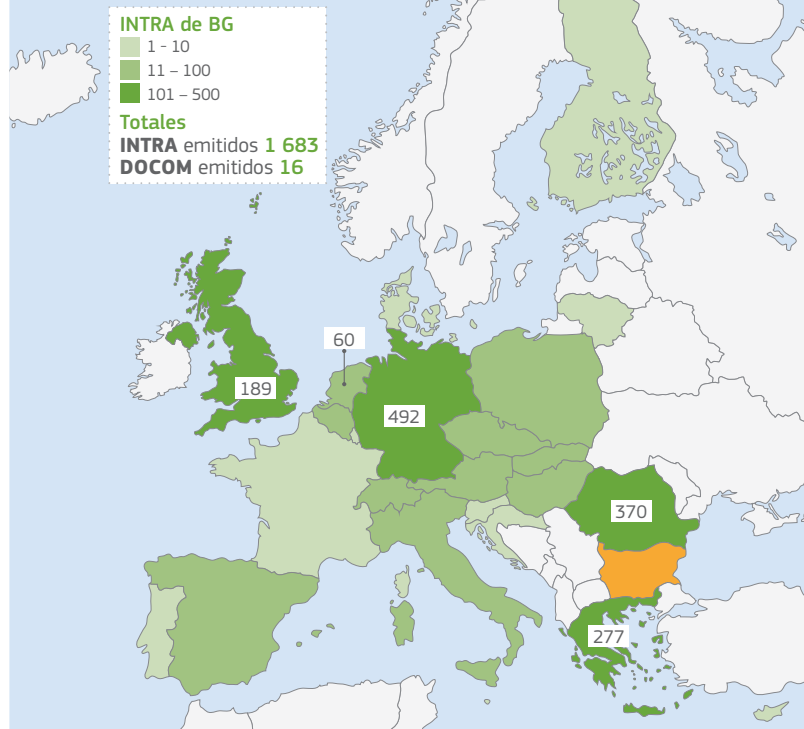 INTRA de BG
1 - 10
11 – 100
101 – 500
Totales
INTRA emitidos 1 683
DOCOM emitidos 16
60
189
492
370
277